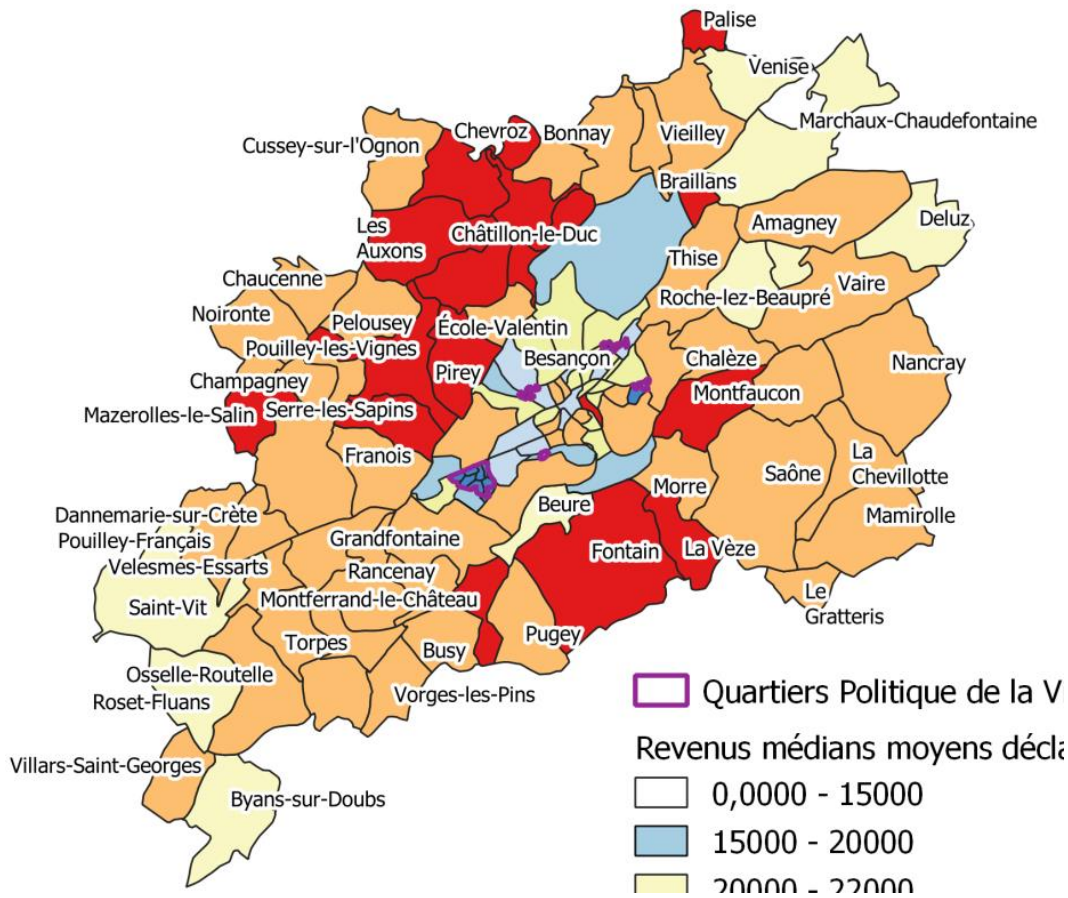 Palise
Venise
Marchaux-Chaudefontaine
Chevroz
Bonnay
Vieilley
Cussey-sur-l'Ognon
Braillans
Les
Auxons
Châtillon-le-Duc
Amagney
Deluz
Thise
Chaucenne
Vaire
Roche-lez-Beaupré
Noironte
Pelousey
École-Valentin
Pouilley-les-Vignes
Besançon
Chalèze
Nancray
Champagney
Pirey
Montfaucon
Mazerolles-le-Salin
Serre-les-Sapins
Franois
Saône
La
Chevillotte
Morre
Beure
Dannemarie-sur-Crète
Mamirolle
Pouilley-Français
Grandfontaine
Fontain
La Vèze
Velesmes-Essarts
Rancenay
Saint-Vit
Montferrand-le-Château
Le
Gratteris
Torpes
Busy
Pugey
Osselle-Routelle
Roset-Fluans
Vorges-les-Pins
Villars-Saint-Georges
Byans-sur-Doubs
Quartiers Politique de la V
Revenus médians moyens décla
0,0000 - 15000
15000 - 20000
20000 - 22000